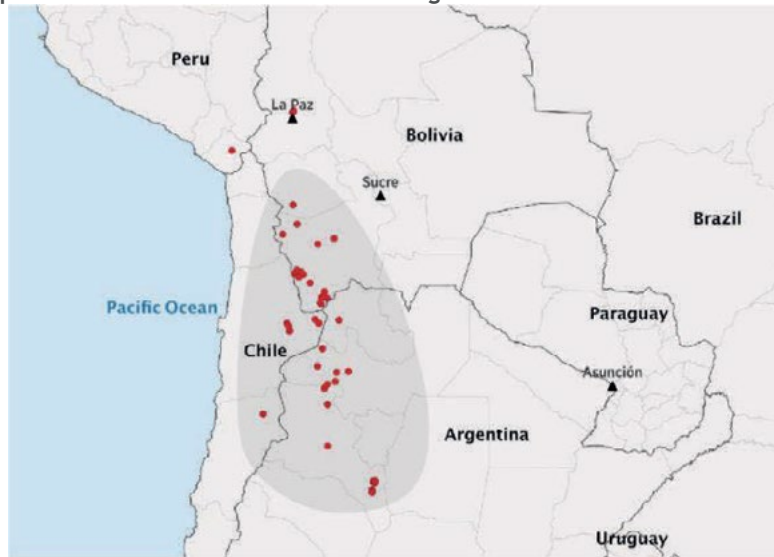 Peru
La Paz
Bolivia
Sucre
Brazil
Pacific Ocean
Paraguay
Chile
Asunción
Argentina
Uruguay